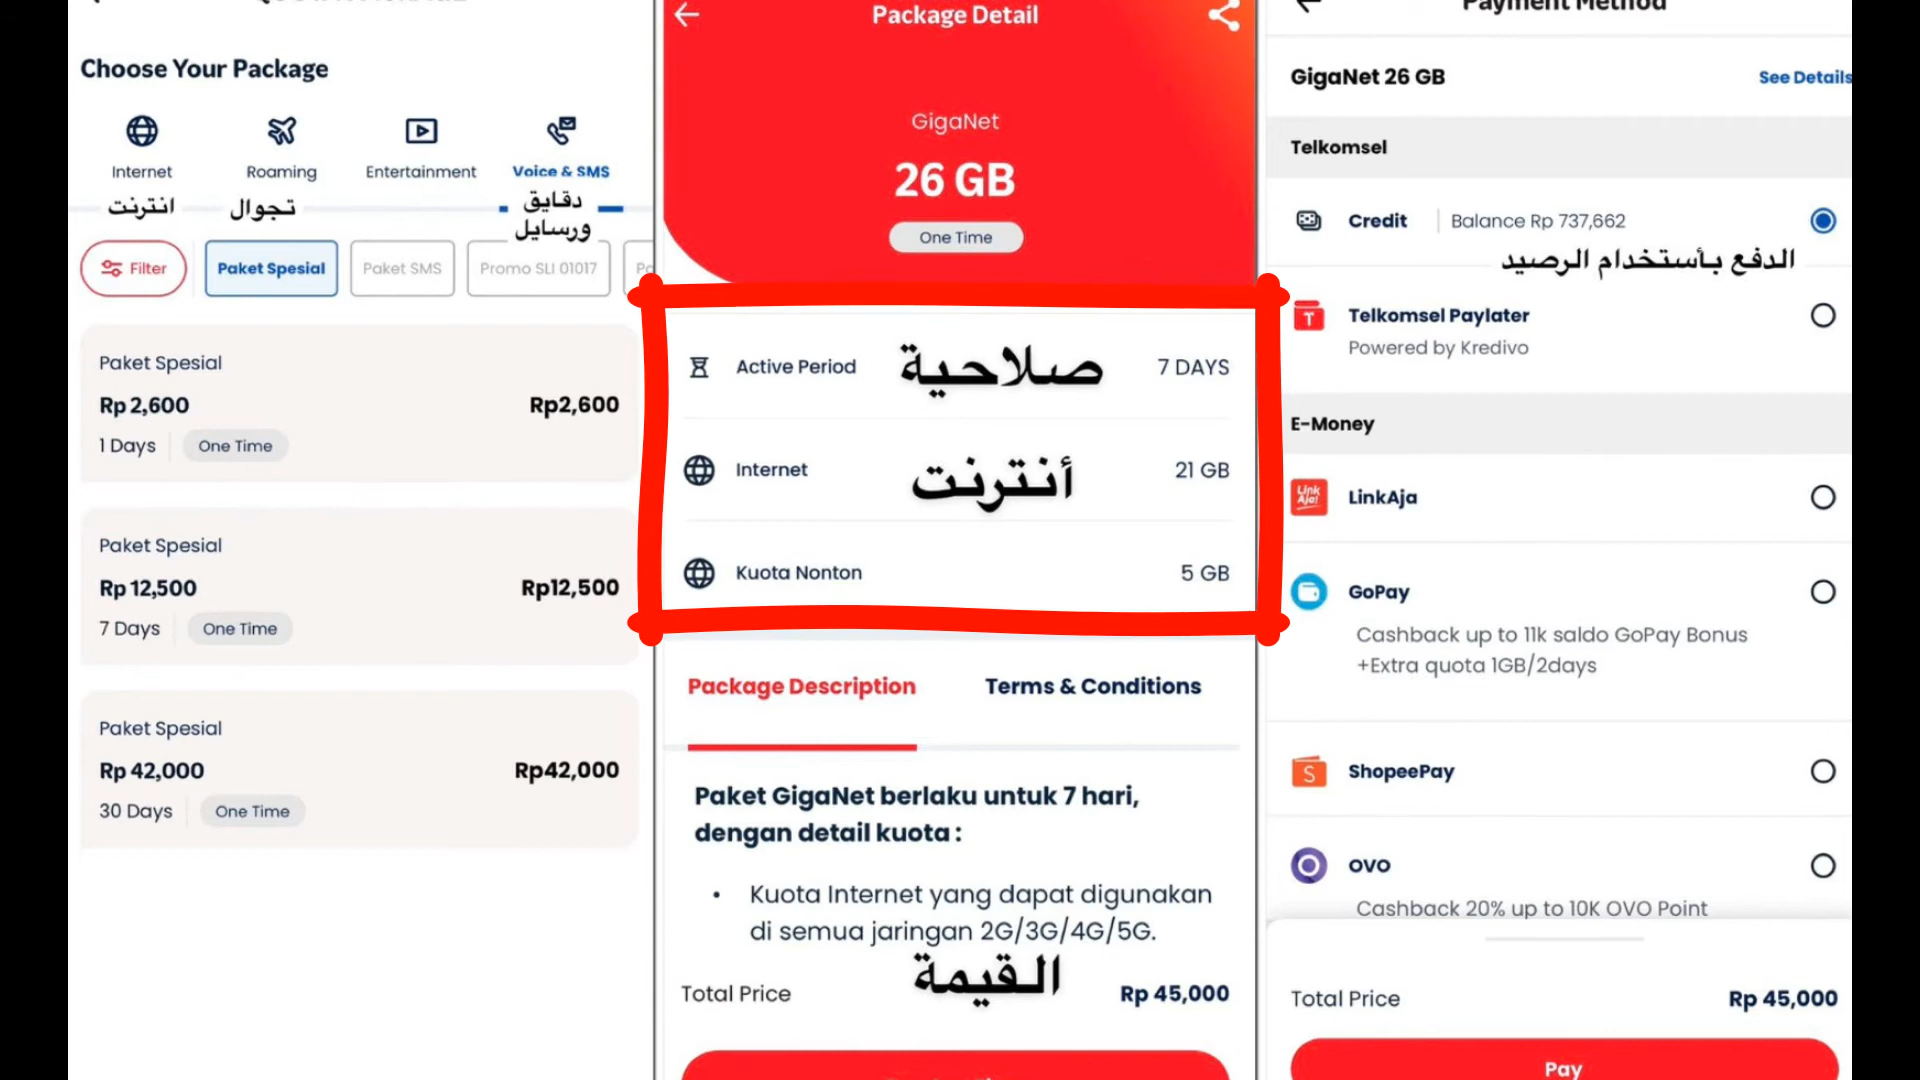 Choose Your Package
Internet
Roaming
Entertainment
Voice & SMS
انترنت
تجوال
دقايق
ورسايل
Filter
Paket Spesial
Paket SMS
Promo SLI 01017
Paket Spesial
Rp 2,600
Rp2,600
1 Days
One Time
Paket Spesial
Rp 12,500
Rp12,500
7 Days
One Time
Paket Spesial
Rp 42,000
Rp42,000
30 Days
One Time
Package Detail
GigaNet
26 GB
One Time
Active Period
صلاحية
7 DAYS
Internet
أنترنت
21 GB
Kuota Nonton
5 GB
Package Description
Terms & Conditions
Paket GigaNet berlaku untuk 7 hari,
dengan detail kuota :
• Kuota Internet yang dapat digunakan
di semua jaringan 2G/3G/4G/5G.
القيمة
Total Price
Rp 45,000
Payment Method
GigaNet 26 GB
See Details
Telkomsel
Credit
Balance Rp 737,662
الدفع بأستخدام الرصيد
T
Telkomsel Paylater
Powered by Kredivo
E-Money
Link
Aja!
LinkAja
GoPay
Cashback up to 11k saldo GoPay Bonus
+Extra quota 1GB/2days
S
ShopeePay
OVO
Cashback 20% up to 10K OVO Point
Total Price
Rp 45,000
Pay